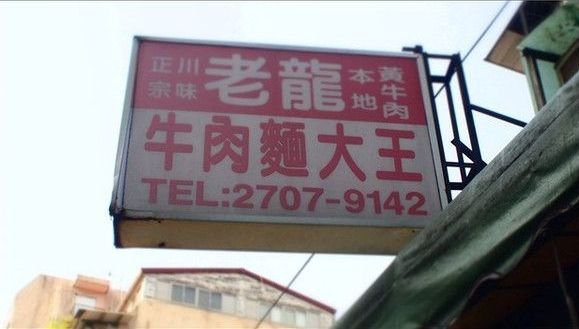 正川宗味 老龍 本地黃牛肉
牛肉麵大王
TEL:2707-9142